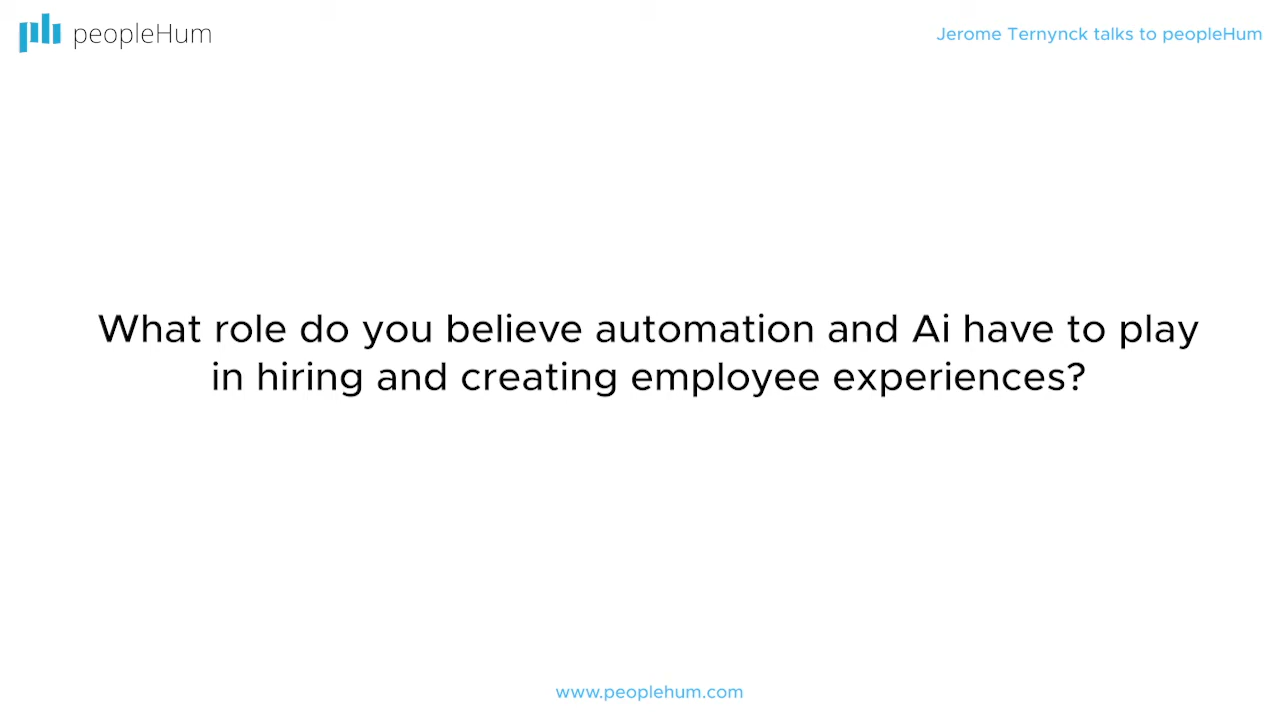 peopleHum
Jerome Ternynck talks to peopleHum
What role do you believe automation and Ai have to play
in hiring and creating employee experiences?
www.peoplehum.com